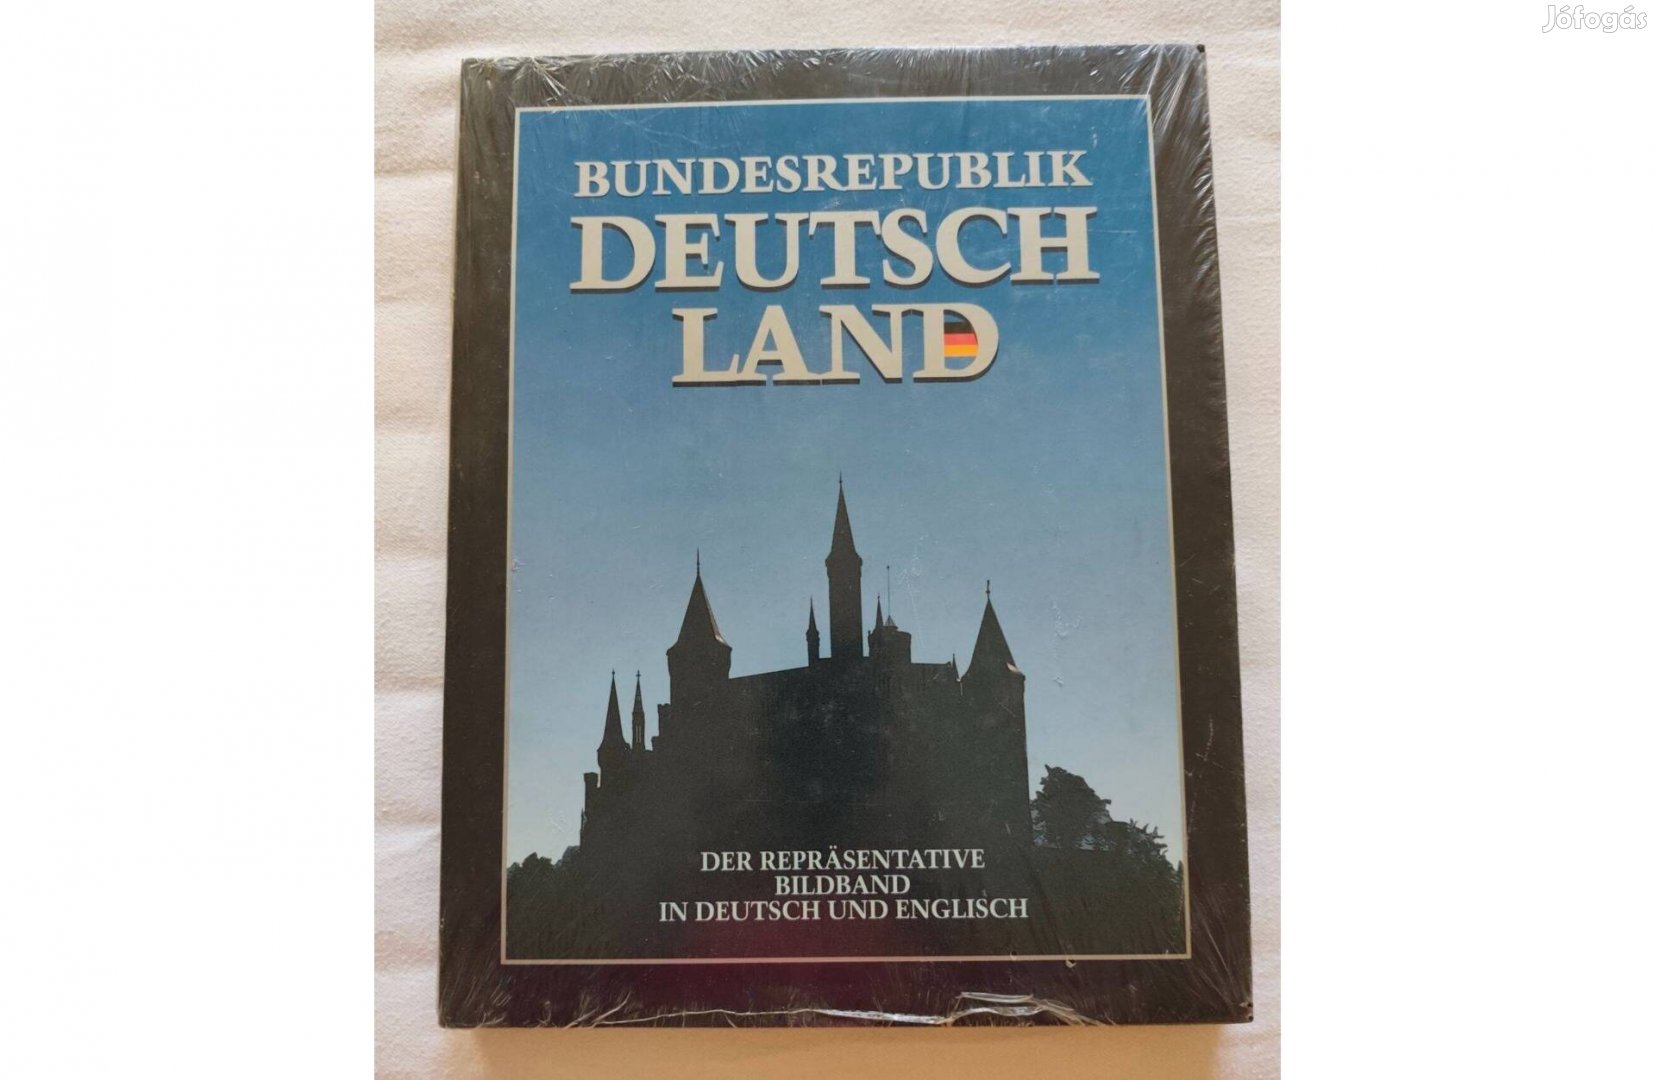 Jófogás
BUNDESREPUBLIK
DEUTSCH
LAND
DER REPRÄSENTATIVE
BILDBAND
IN DEUTSCH UND ENGLISCH